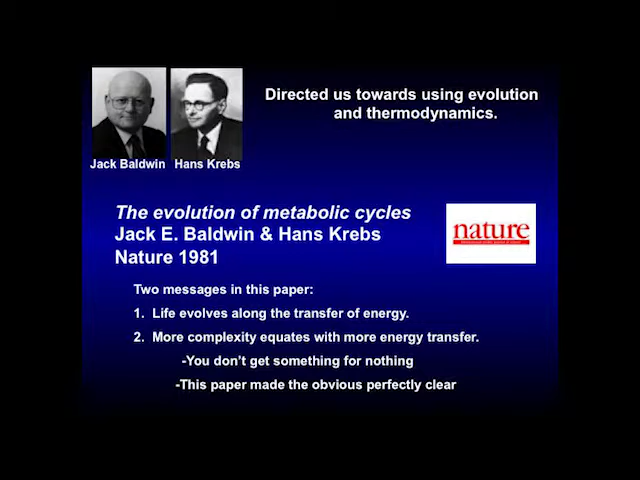 Directed us towards using evolution
and thermodynamics.
Jack Baldwin Hans Krebs
The evolution of metabolic cycles
Jack E. Baldwin & Hans Krebs
Nature 1981
nature
Two messages in this paper:
1. Life evolves along the transfer of energy.
2. More complexity equates with more energy transfer.
-You don't get something for nothing
-This paper made the obvious perfectly clear